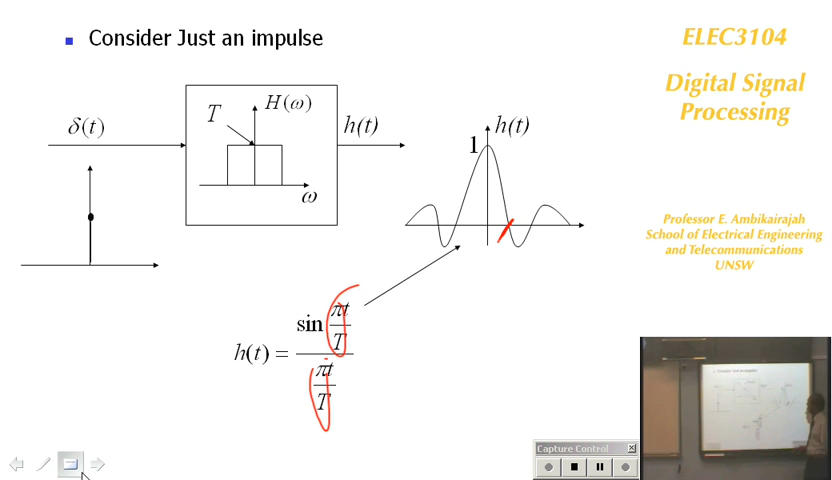 Consider Just an impulse
ELEC3104
Digital Signal
Processing
T
H(ω)
δ(t)
h(t)
ω
h(t)
1
h(t) = sin πt/T / πt/T
Professor E. Ambikairajah
School of Electrical Engineering
and Telecommunications
UNSW
Capture Control